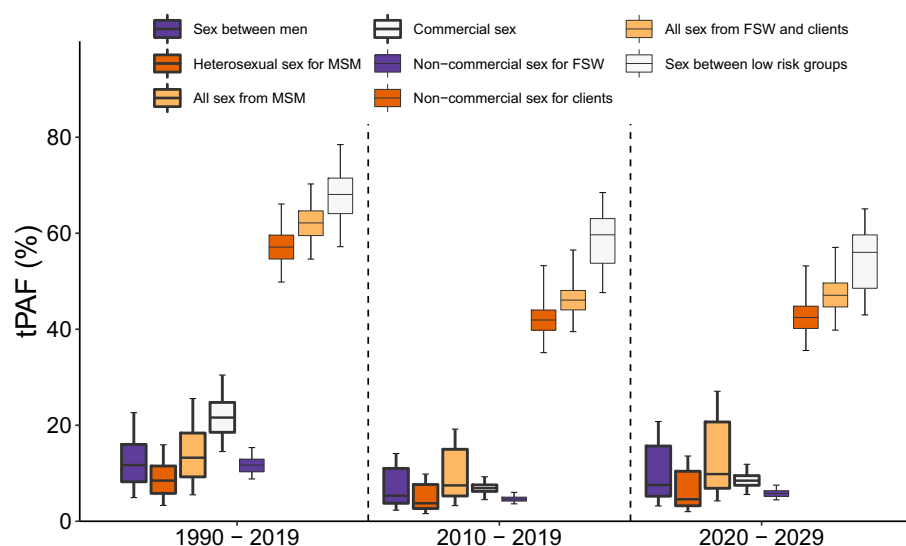 Sex between men
Heterosexual sex for MSM
All sex from MSM
Commercial sex
Non−commercial sex for FSW
Non−commercial sex for clients
All sex from FSW and clients
Sex between low risk groups
tPAF (%)
80
60
40
20
0
1990 − 2019
2010 − 2019
2020 − 2029